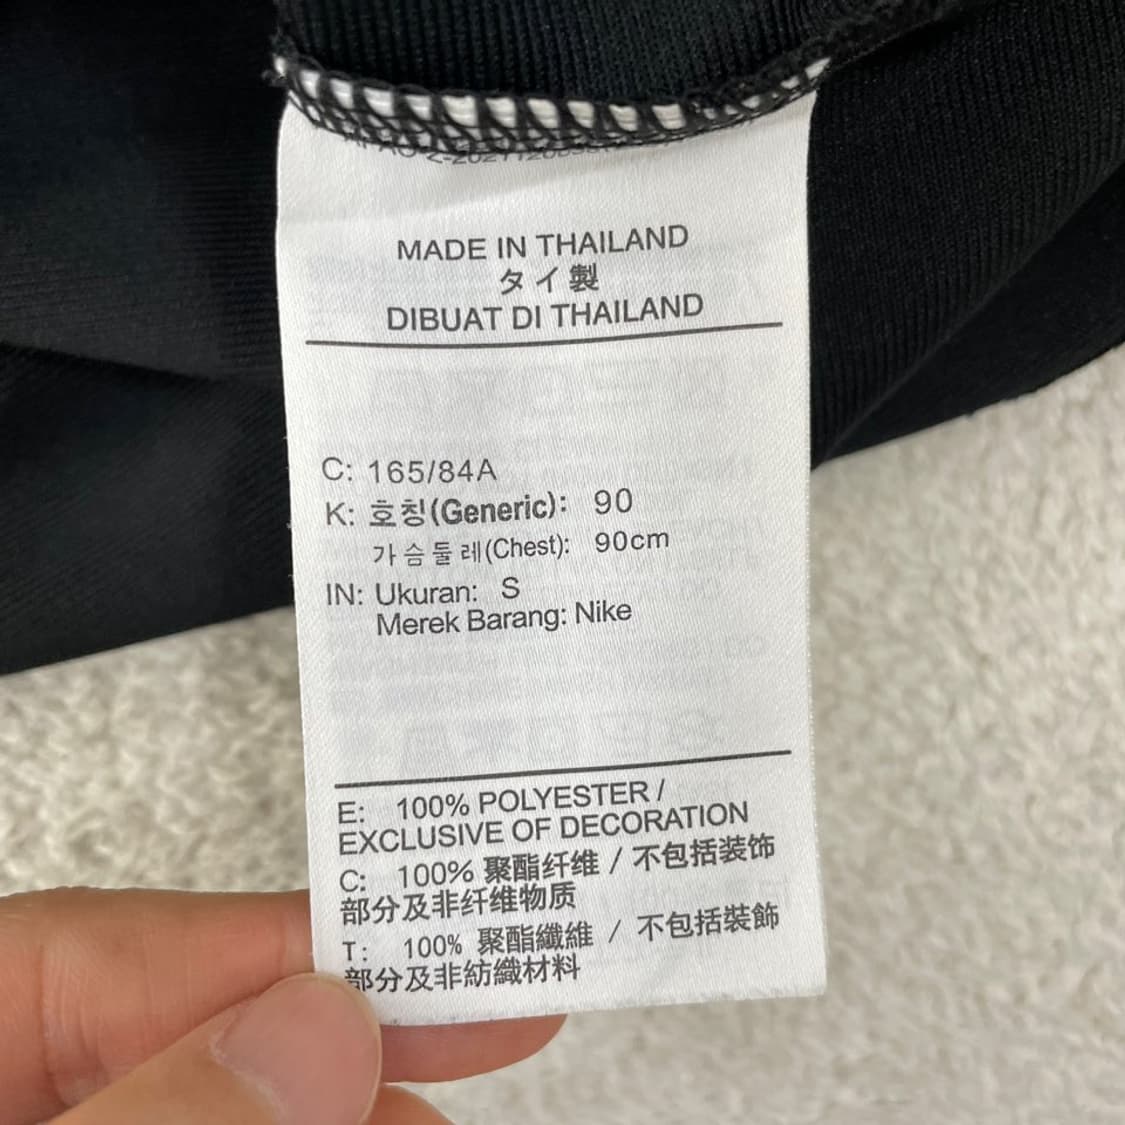 MADE IN THAILAND
タイ製
DIBUAT DI THAILAND
C: 165/84A
K: 호칭(Generic): 90
가슴둘레(Chest): 90cm
IN: Ukuran: S
Merek Barang: Nike
E: 100% POLYESTER /
EXCLUSIVE OF DECORATION
C: 100% 聚酯纤维 / 不包括装饰
部分及非纤维物质
T: 100% 聚酯纖維 / 不包括裝飾
部分及非紡織材料